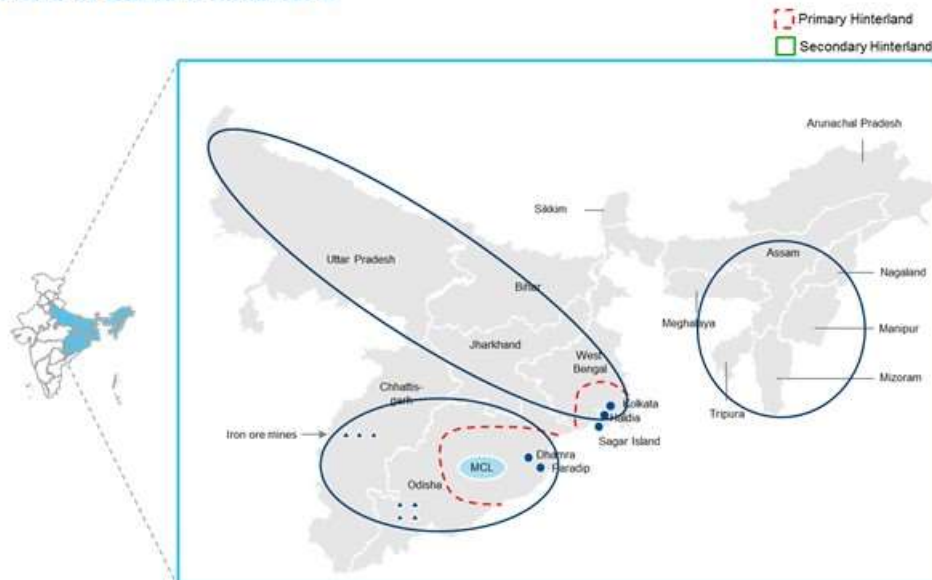 Primary Hinterland
Secondary Hinterland
Arunachal Pradesh
Sikkim
Uttar Pradesh
Assam
Nagaland
Bihar
Meghalaya
Manipur
Jharkhand
West
Bengal
Chhattis-
garh
Mizoram
Kolkata
Haldia
Tripura
Iron ore mines
Sagar Island
Dhamra
MCL
Paradip
Odisha